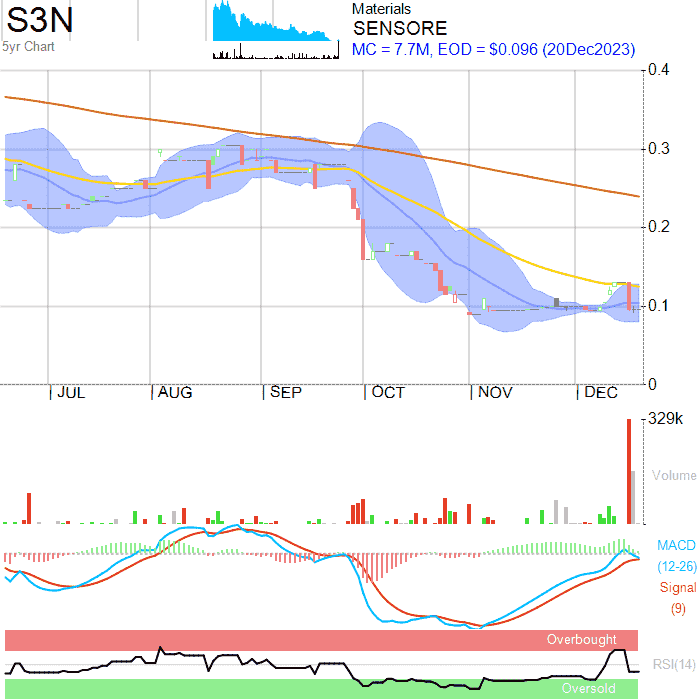 S3N
5yr Chart
Materials
SENSORE
MC = 7.7M, EOD = $0.096 (20Dec2023)
0.4
0.3
0.2
0.1
0
JUL AUG SEP OCT NOV DEC
329k
Volume
MACD
(12-26)
Signal
(9)
Overbought
RSI(14)
Oversold